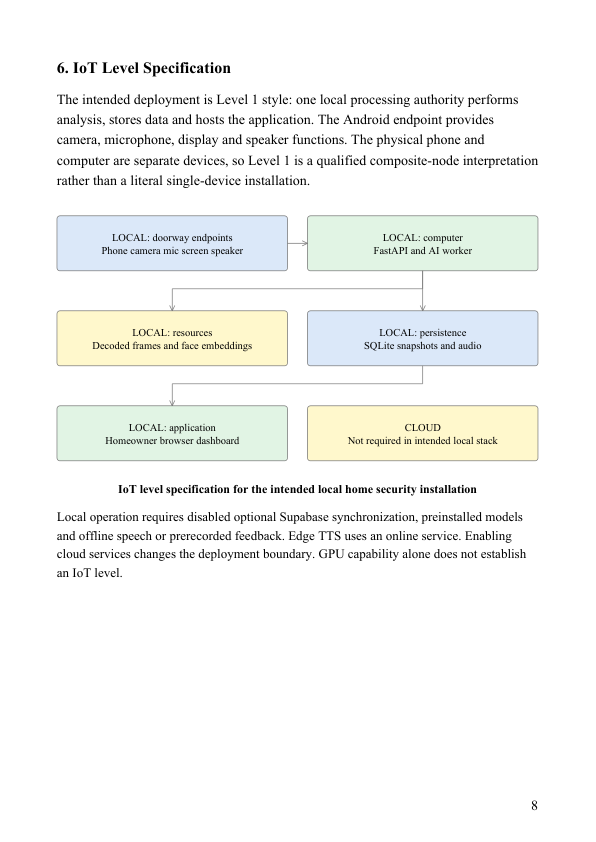 6. IoT Level Specification
The intended deployment is Level 1 style: one local processing authority performs
analysis, stores data and hosts the application. The Android endpoint provides
camera, microphone, display and speaker functions. The physical phone and
computer are separate devices, so Level 1 is a qualified composite-node interpretation
rather than a literal single-device installation.
LOCAL: doorway endpoints
Phone camera mic screen speaker
LOCAL: computer
FastAPI and AI worker
LOCAL: resources
Decoded frames and face embeddings
LOCAL: persistence
SQLite snapshots and audio
LOCAL: application
Homeowner browser dashboard
CLOUD
Not required in intended local stack
IoT level specification for the intended local home security installation
Local operation requires disabled optional Supabase synchronization, preinstalled models
and offline speech or prerecorded feedback. Edge TTS uses an online service. Enabling
cloud services changes the deployment boundary. GPU capability alone does not establish
an IoT level.
8